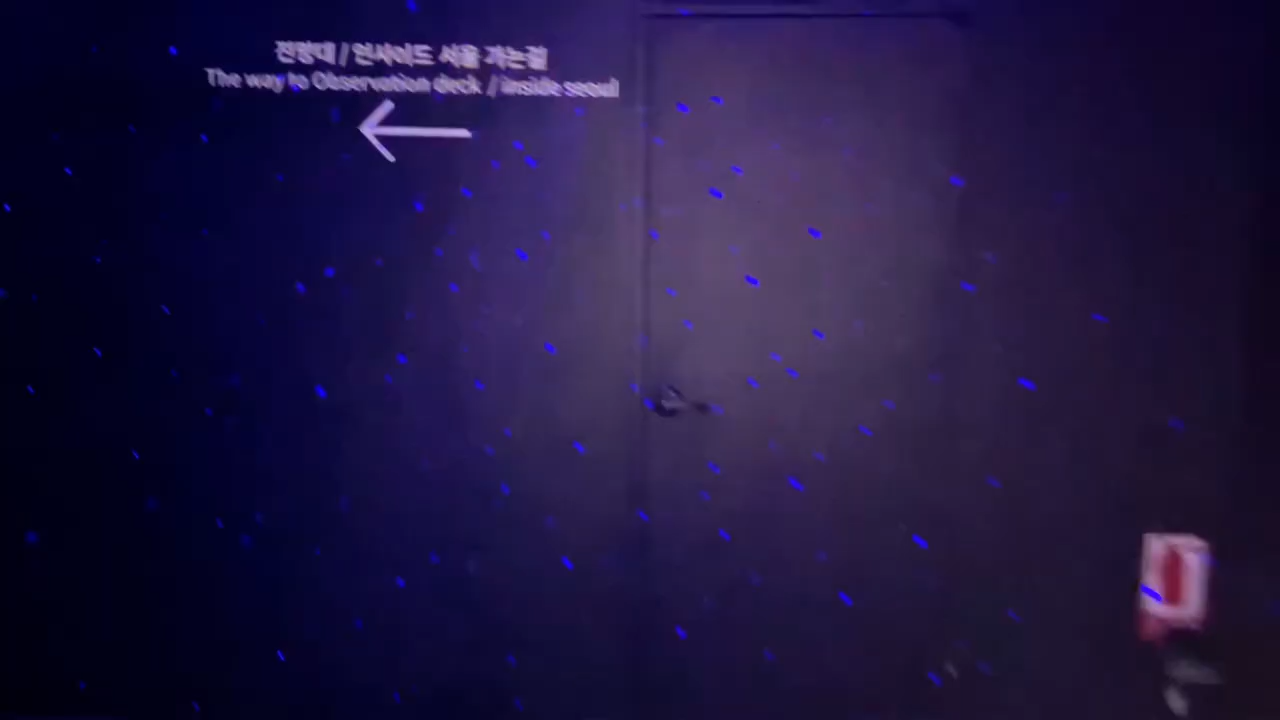 전망대 / 인사이드 서울 가는길
The way to Observation deck / inside seoul